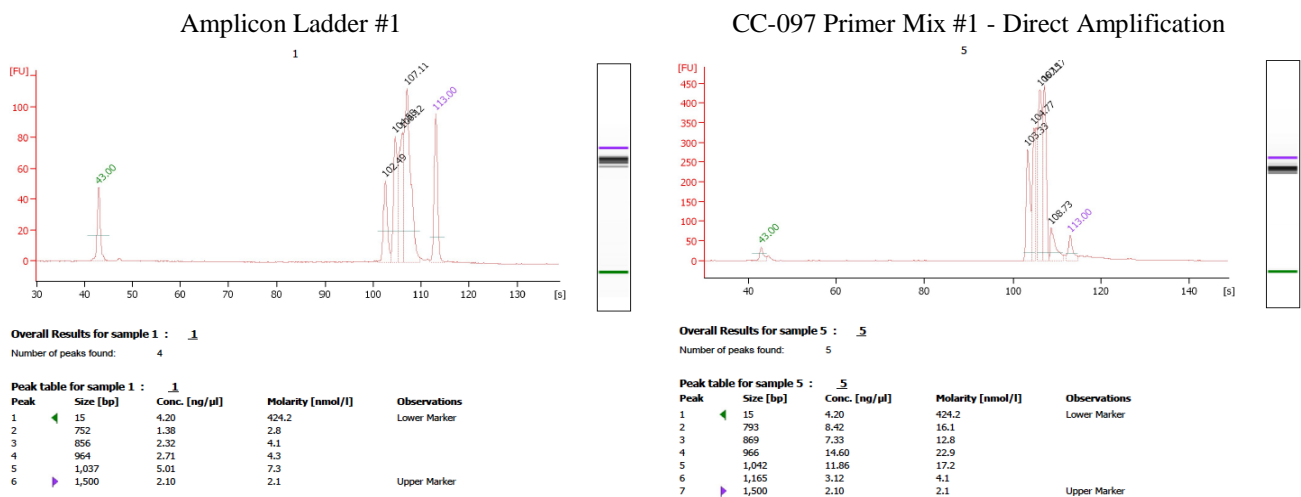 Amplicon Ladder #1
1
[FU]
107.11
113.00
102.49
43.00
100
80
60
40
20
0
30 40 50 60 70 80 90 100 110 120 130 [s]
Overall Results for sample 1 : 1
Number of peaks found: 4
Peak table for sample 1 : 1
Peak Size [bp] Conc. [ng/µl] Molarity [nmol/l] Observations
1 15 4.20 424.2 Lower Marker
2 752 1.38 2.8
3 856 2.32 4.1
4 964 2.71 4.3
5 1,037 5.01 7.3
6 1,500 2.10 2.1 Upper Marker
CC-097 Primer Mix #1 - Direct Amplification
5
[FU]
104.77
103.33
108.73
113.00
43.00
450
400
350
300
250
200
150
100
50
0
40 60 80 100 120 140 [s]
Overall Results for sample 5 : 5
Number of peaks found: 5
Peak table for sample 5 : 5
Peak Size [bp] Conc. [ng/µl] Molarity [nmol/l] Observations
1 15 4.20 424.2 Lower Marker
2 793 8.42 16.1
3 869 7.33 12.8
4 966 14.60 22.9
5 1,042 11.86 17.2
6 1,165 3.12 4.1
7 1,500 2.10 2.1 Upper Marker